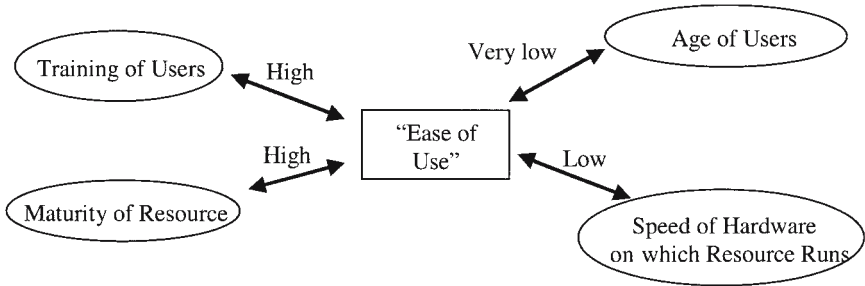 Training of Users
High
Very low
Age of Users
“Ease of
Use”
High
Low
Maturity of Resource
Speed of Hardware
on which Resource Runs